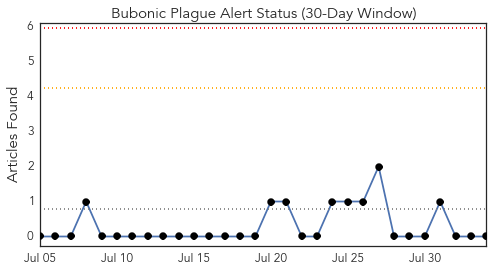 Bubonic Plague Alert Status (30-Day Window)
Articles Found
6
5
4
3
2
1
0
Jul 05 Jul 10 Jul 15 Jul 20 Jul 25 Jul 30